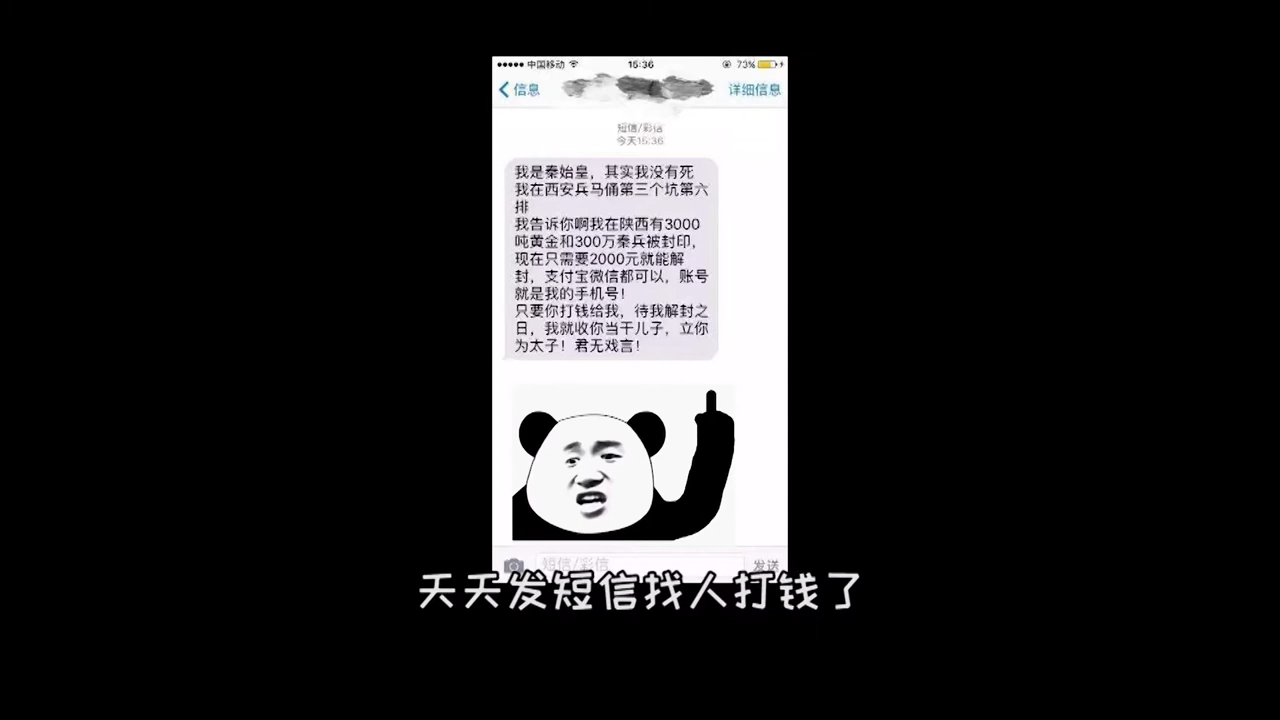 中国移动
15:36
73%
信息
详细信息
短信/彩信
今天15:36
我是秦始皇，其实我没有死
我在西安兵马俑第三个坑第六
排
我告诉你啊我在陕西有3000
吨黄金和300万秦兵被封印，
现在只需要2000元就能解
封，支付宝微信都可以，账号
就是我的手机号！
只要你打钱给我，待我解封之
日，我就收你当干儿子，立你
为太子！君无戏言！
短信/彩信
发送
天天发短信找人打钱了